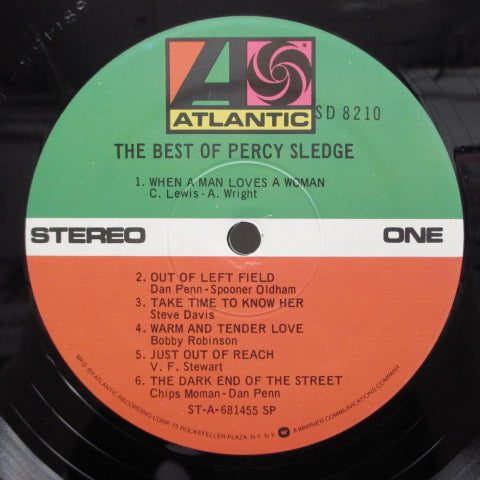 ATLANTIC
SD 8210
THE BEST OF PERCY SLEDGE
1. WHEN A MAN LOVES A WOMAN
C. Lewis - A. Wright
STEREO ONE
2. OUT OF LEFT FIELD
Dan Penn - Spooner Oldham
3. TAKE TIME TO KNOW HER
Steve Davis
4. WARM AND TENDER LOVE
Bobby Robinson
5. JUST OUT OF REACH
V. F. Stewart
6. THE DARK END OF THE STREET
Chips Moman - Dan Penn
ST-A-681455 SP
MFG. BY ATLANTIC RECORDING CORP. 75 ROCKEFELLER PLAZA, N.Y. N.Y. A WARNER COMMUNICATIONS COMPANY